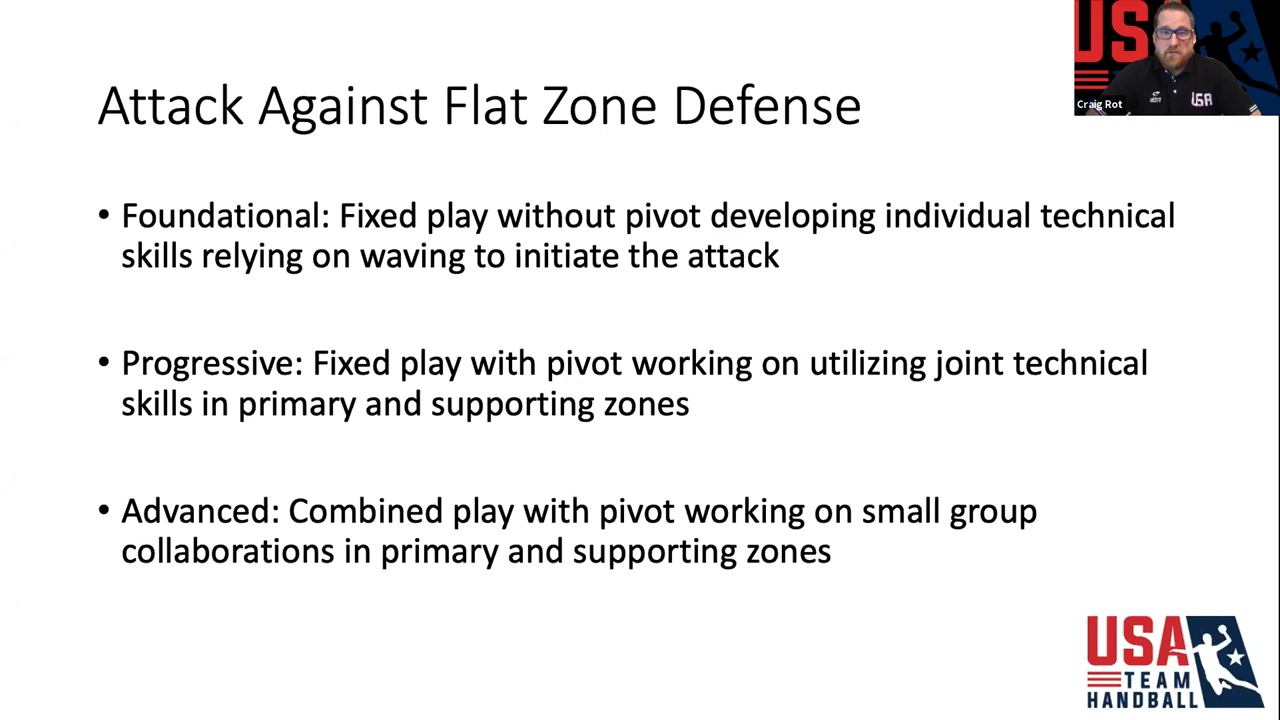 USA
USA
Craig Rot
Attack Against Flat Zone Defense
• Foundational: Fixed play without pivot developing individual technical
skills relying on waving to initiate the attack
• Progressive: Fixed play with pivot working on utilizing joint technical
skills in primary and supporting zones
• Advanced: Combined play with pivot working on small group
collaborations in primary and supporting zones
USA
TEAM
HANDBALL